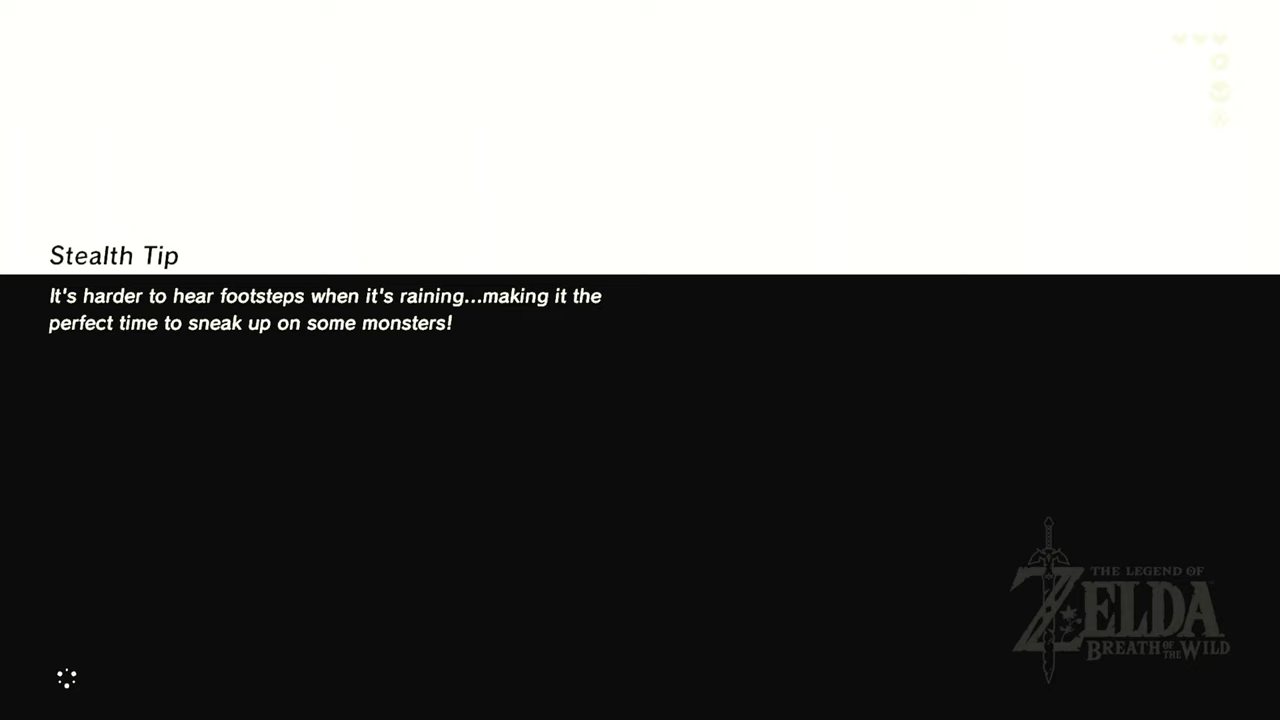 Stealth Tip
It's harder to hear footsteps when it's raining...making it the
perfect time to sneak up on some monsters!
THE LEGEND OF
ZELDA
BREATH OF THE WILD